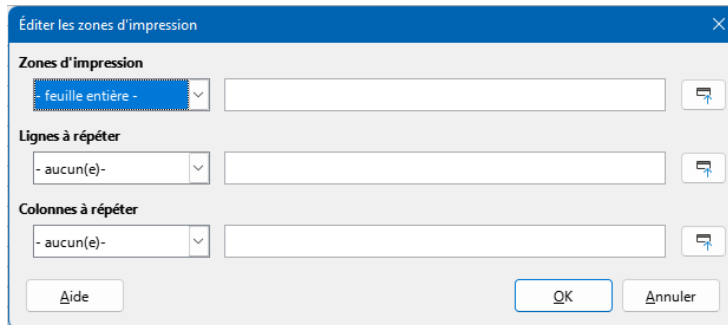 Éditer les zones d'impression
Zones d'impression
- feuille entière -
Lignes à répéter
- aucun(e)-
Colonnes à répéter
- aucun(e)-
Aide
OK
Annuler